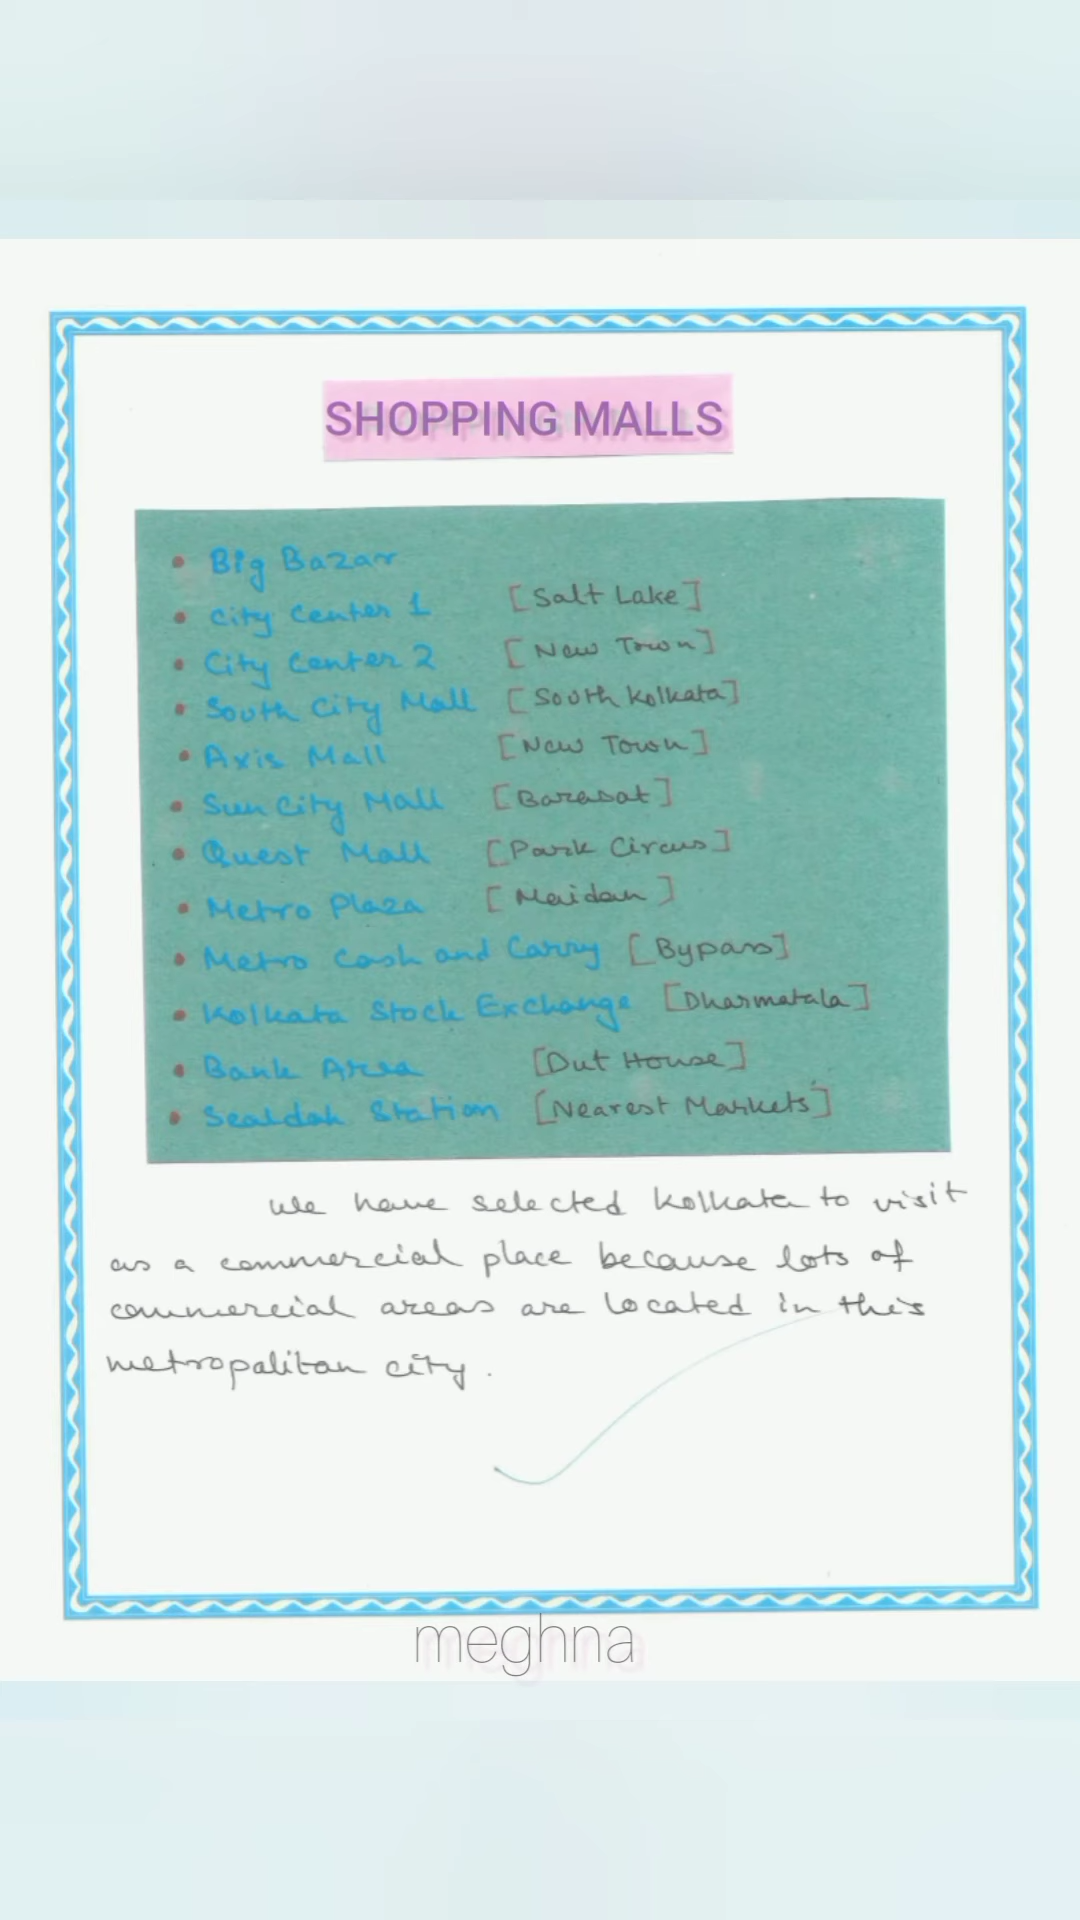 SHOPPING MALLS
• Big Bazar
• City Center 1 [Salt Lake]
• City Center 2 [New Town]
• South City Mall [South Kolkata]
• Axis Mall [New Town]
• Sun City Mall [Barasat]
• Quest Mall [Park Circus]
• Metro Plaza [Maidan]
• Metro Cash and Carry [Bypass]
• Kolkata Stock Exchange [Dharmatala]
• Bank Area [Dut House]
• Sealdah Station [Nearest Markets]
We have selected Kolkata to visit
as a commercial place because lots of
commercial areas are located in this
metropalitan city.
meghna